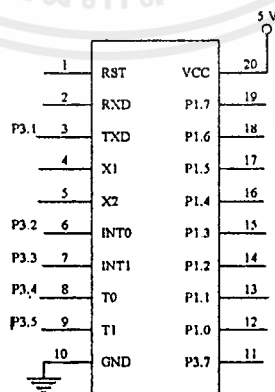 5 V
1 RST VCC 20
2 RXD P1.7 19
P3.1 3 TXD P1.6 18
4 X1 P1.5 17
5 X2 P1.4 16
P3.2 6 INT0 P1.3 15
P3.3 7 INT1 P1.2 14
P3.4 8 T0 P1.1 13
P3.5 9 T1 P1.0 12
10 GND P3.7 11